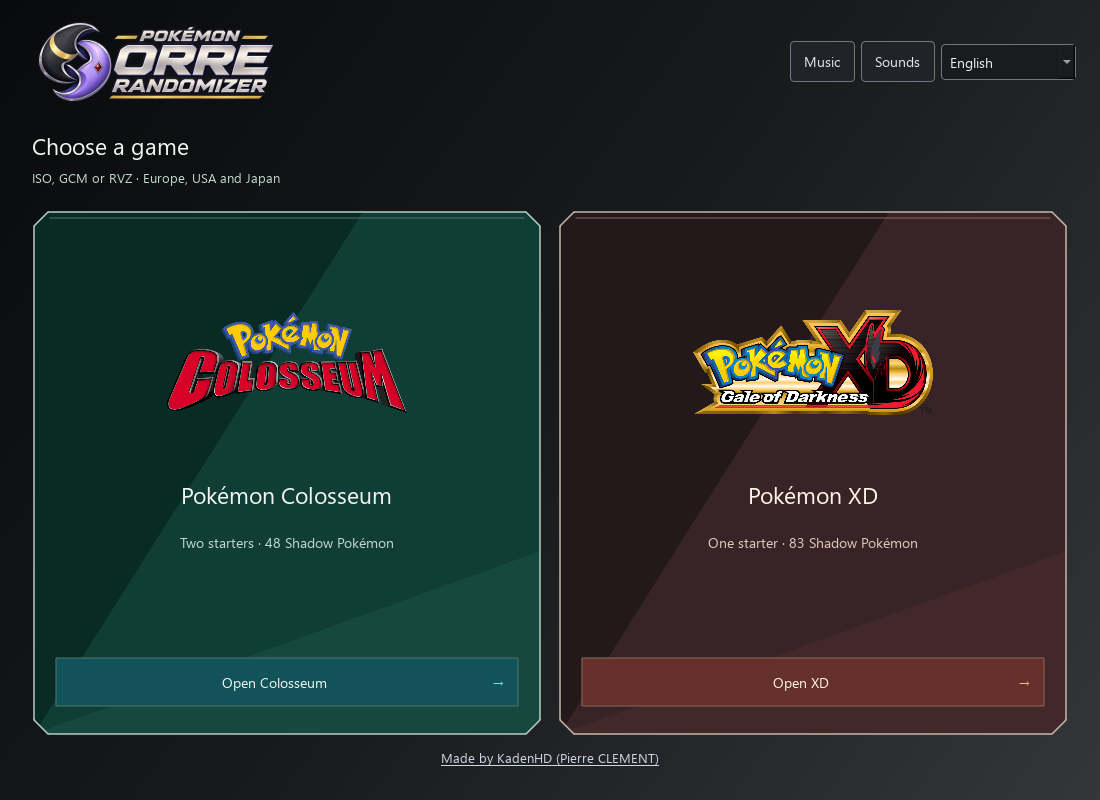 POKÉMON
ORRE
RANDOMIZER
Music
Sounds
English
Choose a game
ISO, GCM or RVZ · Europe, USA and Japan
POKéMON
COLOSSEUM
Pokémon Colosseum
Two starters · 48 Shadow Pokémon
Open Colosseum →
POKéMON XD
Gale of Darkness
TM
Pokémon XD
One starter · 83 Shadow Pokémon
Open XD →
Made by KadenHD (Pierre CLEMENT)